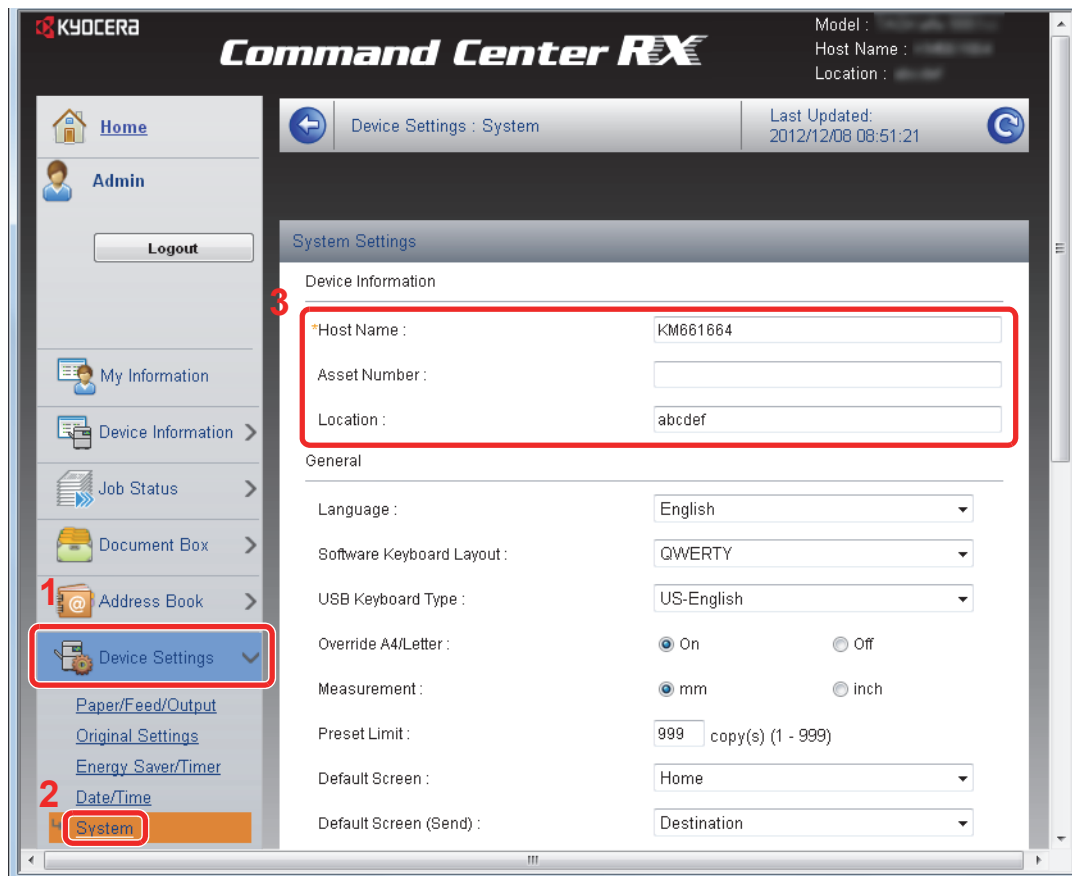 KYOCERA
Command Center RX
Model :
Host Name :
Location :
Home
Admin
Logout
My Information
Device Information
Job Status
Document Box
1
Address Book
Device Settings
Paper/Feed/Output
Original Settings
Energy Saver/Timer
2
Date/Time
System
Device Settings : System
Last Updated:
2012/12/08 08:51:21
System Settings
Device Information
3
*Host Name : KM661664
Asset Number :
Location : abcdef
General
Language : English
Software Keyboard Layout : QWERTY
USB Keyboard Type : US-English
Override A4/Letter : On Off
Measurement : mm inch
Preset Limit : 999 copy(s) (1 - 999)
Default Screen : Home
Default Screen (Send) : Destination